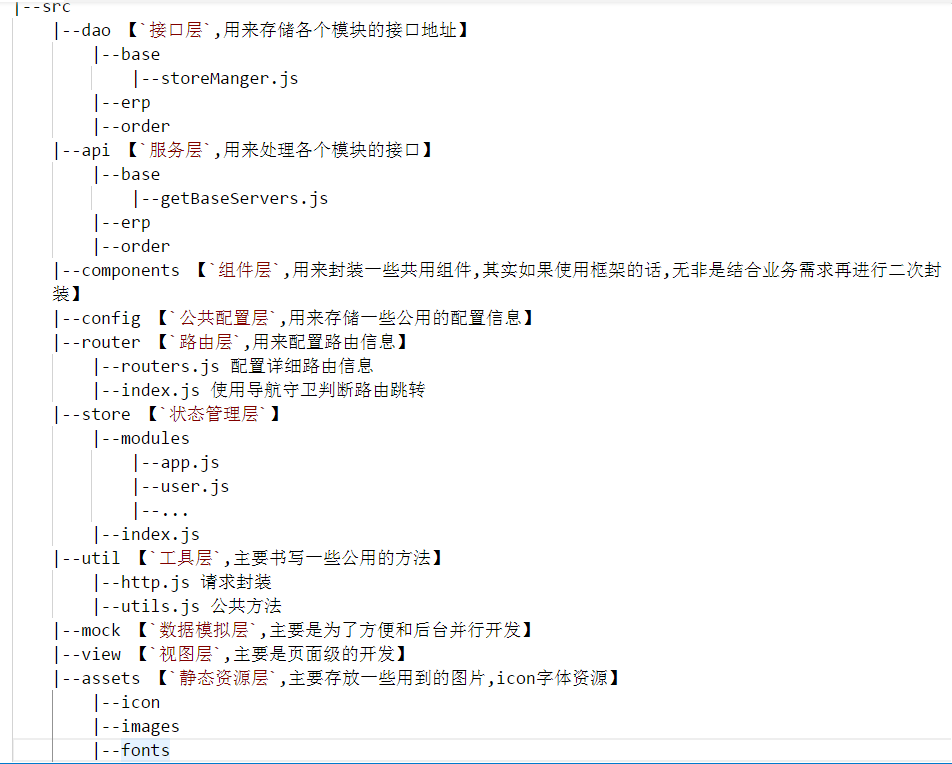 |--src
|--dao 【`接口层`,用来存储各个模块的接口地址】
|--base
|--storeManger.js
|--erp
|--order
|--api 【`服务层`,用来处理各个模块的接口】
|--base
|--getBaseServers.js
|--erp
|--order
|--components 【`组件层`,用来封装一些共用组件,其实如果使用框架的话,无非是结合业务需求再进行二次封
装】
|--config 【`公共配置层`,用来存储一些公用的配置信息】
|--router 【`路由层`,用来配置路由信息】
|--routers.js 配置详细路由信息
|--index.js 使用导航守卫判断路由跳转
|--store 【`状态管理层`】
|--modules
|--app.js
|--user.js
|--...
|--index.js
|--util 【`工具层`,主要书写一些公用的方法】
|--http.js 请求封装
|--utils.js 公共方法
|--mock 【`数据模拟层`,主要是为了方便和后台并行开发】
|--view 【`视图层`,主要是页面级的开发】
|--assets 【`静态资源层`,主要存放一些用到的图片,icon字体资源】
|--icon
|--images
|--fonts